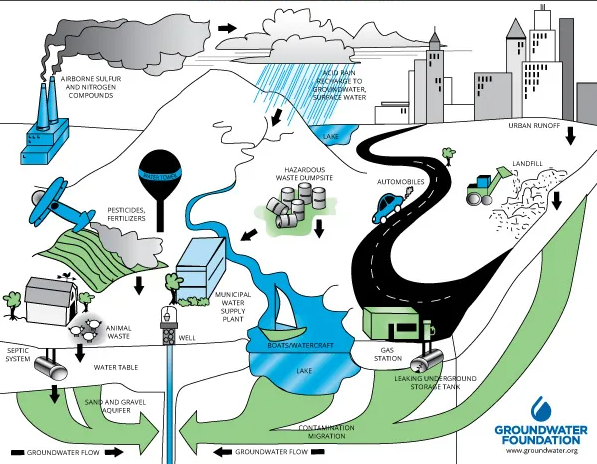 AIRBORNE SULFUR
AND NITROGEN
COMPOUNDS
ACID RAIN
RECHARGE TO
GROUNDWATER,
SURFACE WATER
LAKE
URBAN RUNOFF
LANDFILL
WATER TOWER
HAZARDOUS
WASTE DUMPSITE
AUTOMOBILES
PESTICIDES,
FERTILIZERS
MUNICIPAL
WATER
SUPPLY
PLANT
ANIMAL
WASTE
WELL
BOATS/WATERCRAFT
GAS
STATION
SEPTIC
SYSTEM
WATER TABLE
LAKE
LEAKING UNDERGROUND
STORAGE TANK
SAND AND GRAVEL
AQUIFER
CONTAMINATION
MIGRATION
GROUNDWATER FLOW
GROUNDWATER FLOW
GROUNDWATER
FOUNDATION
www.groundwater.org